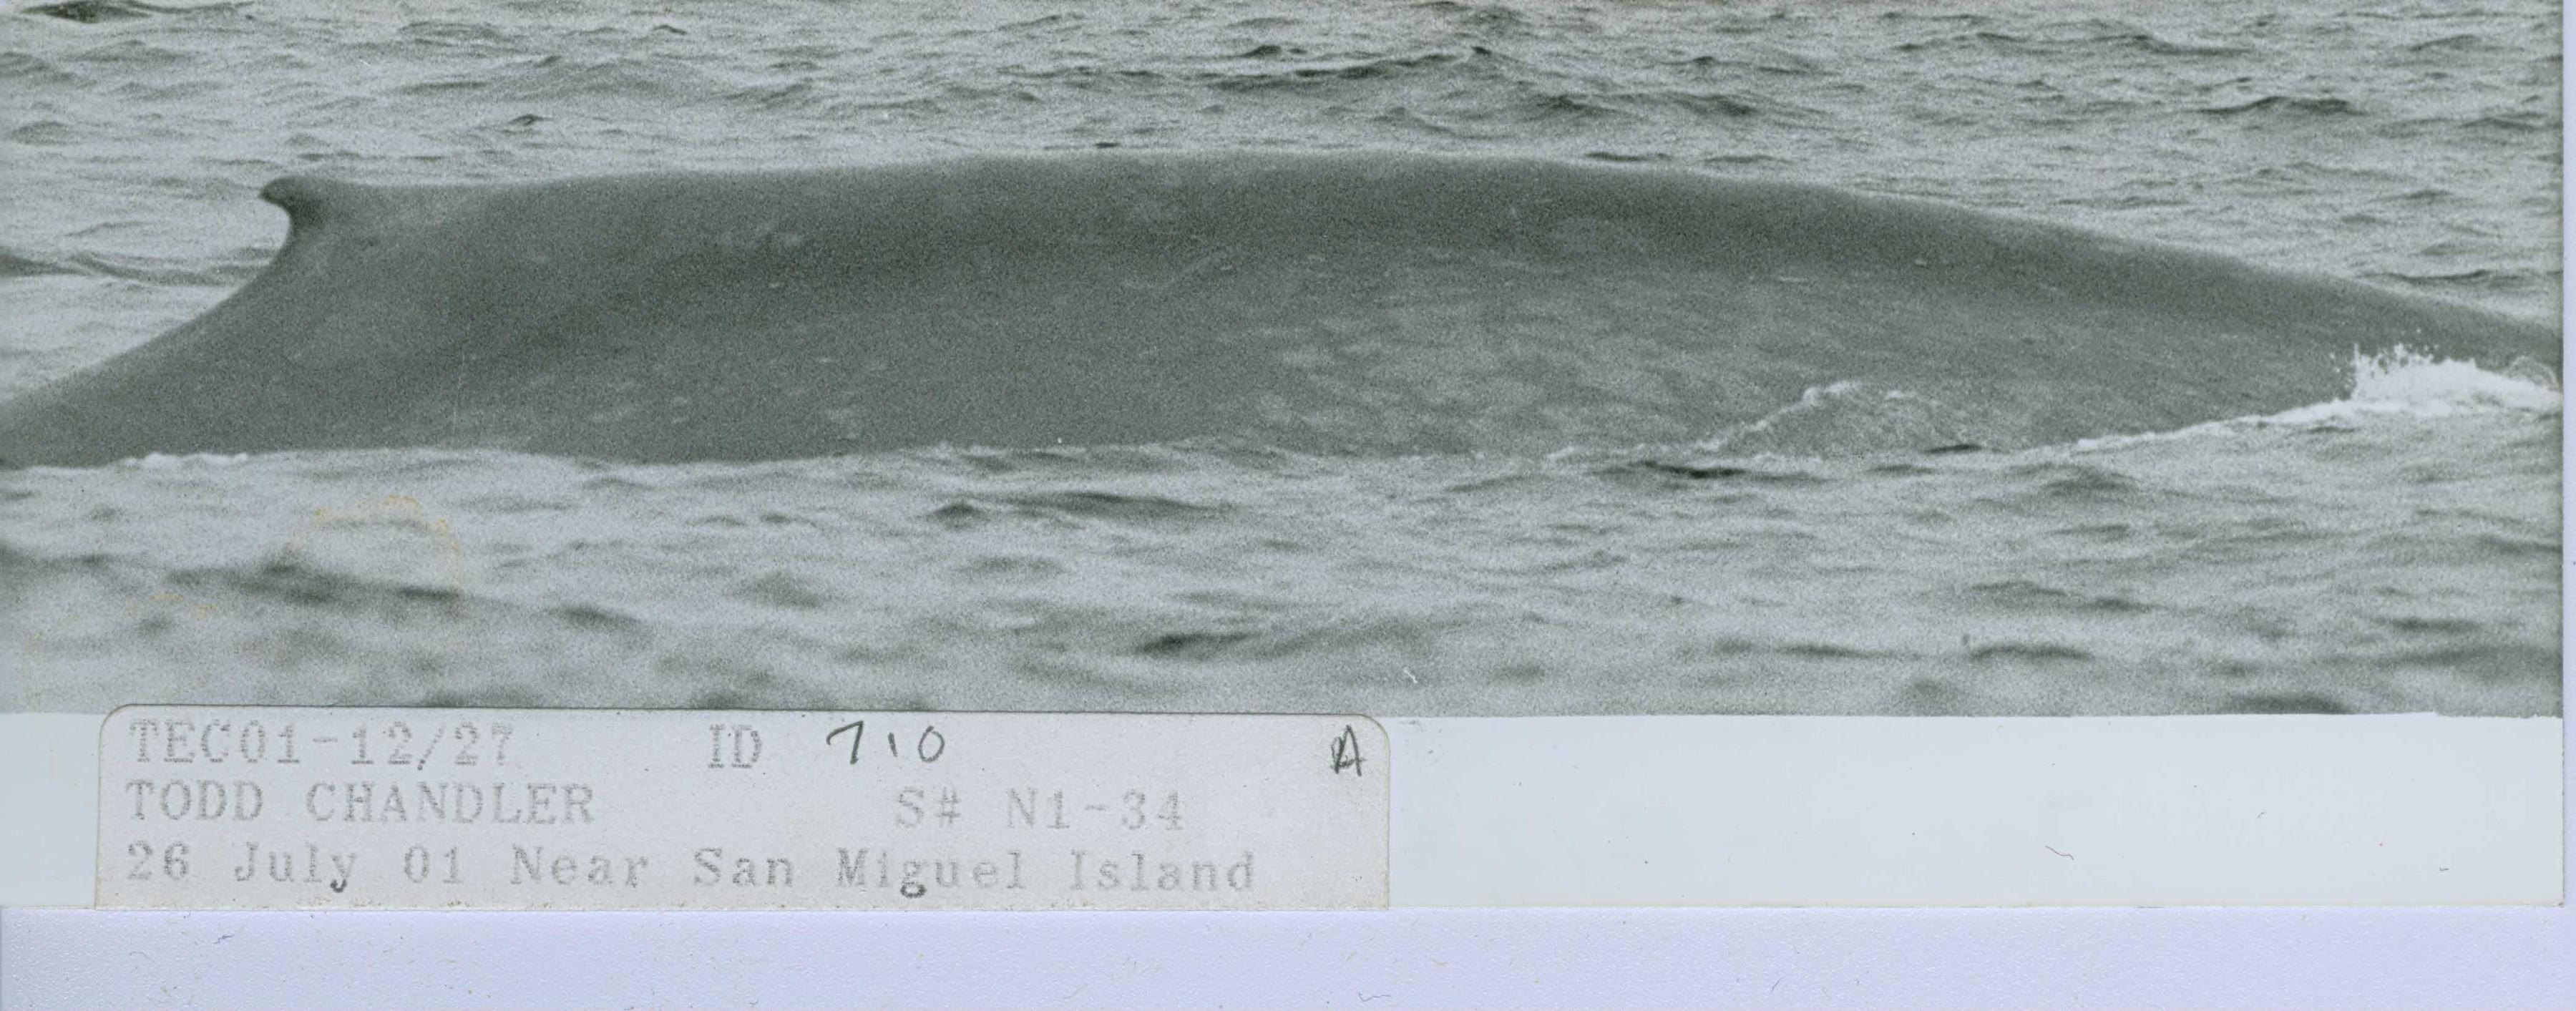 TEC01-12/27 ID 710 A
TODD CHANDLER S# N1-34
26 July 01 Near San Miguel Island